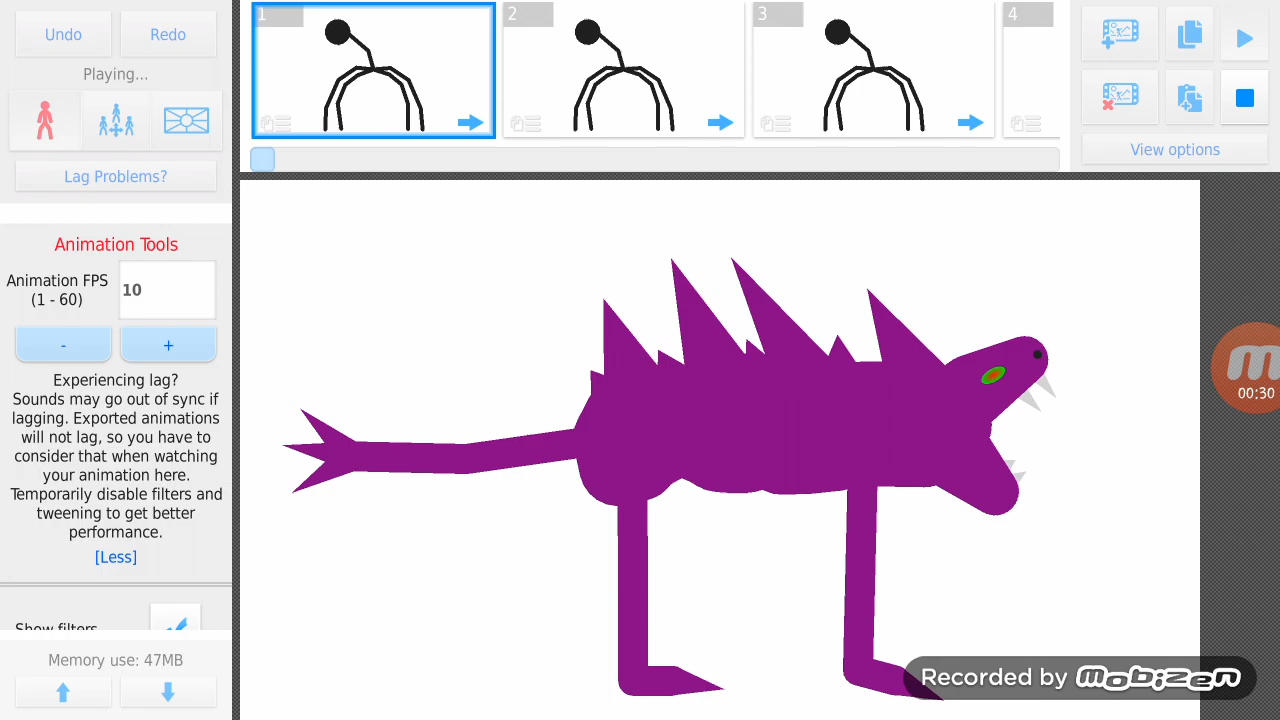 Undo
Redo
Playing...
Lag Problems?
Animation Tools
Animation FPS
(1 - 60)
10
-
+
Experiencing lag?
Sounds may go out of sync if
lagging. Exported animations
will not lag, so you have to
consider that when watching
your animation here.
Temporarily disable filters and
tweening to get better
performance.
[Less]
Show filters
Memory use: 47MB
1
2
3
4
View options
00:30
Recorded by mobizen